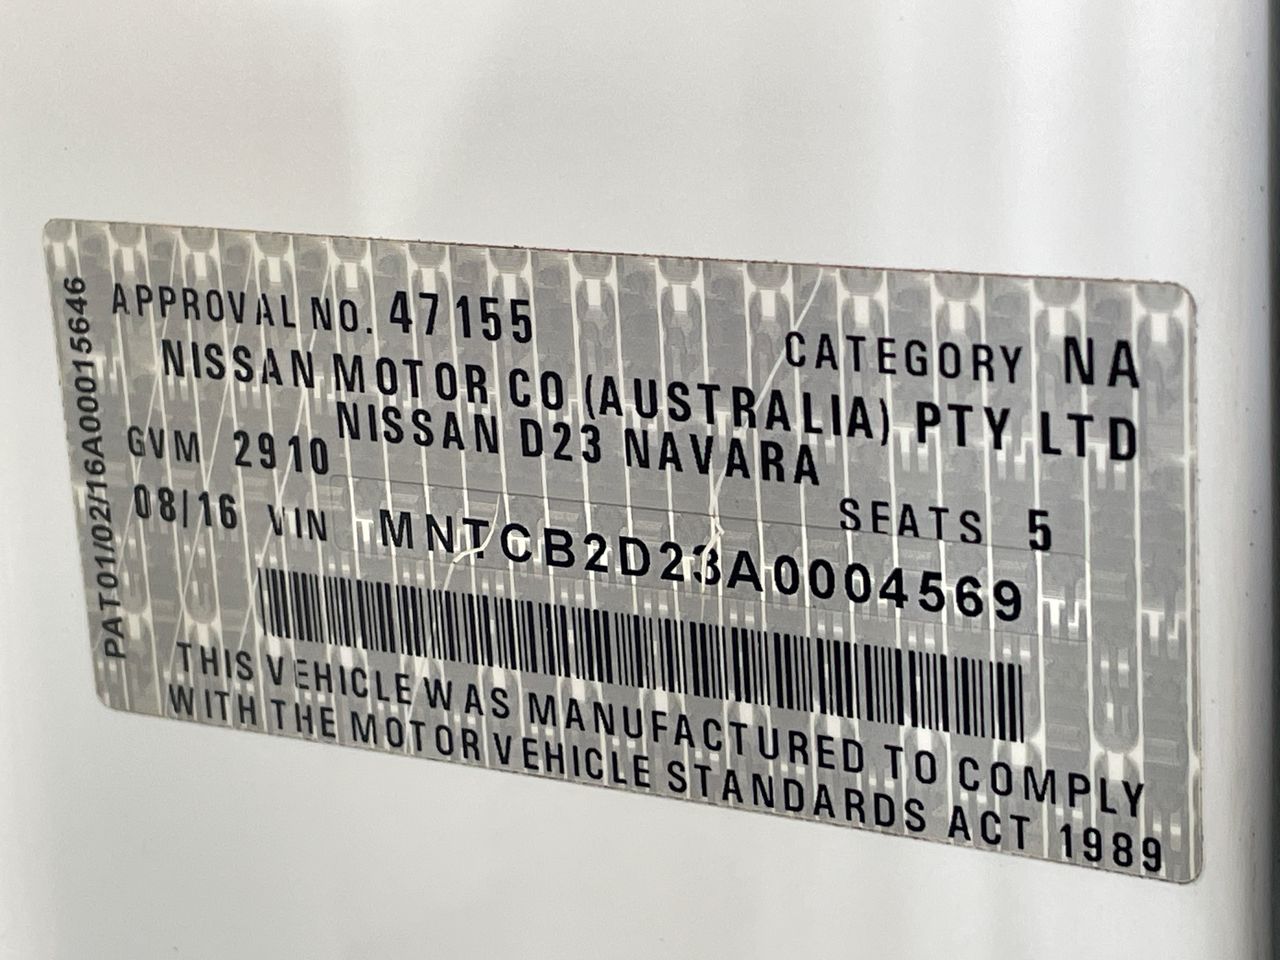 PAT01/02/16A00015646
APPROVAL NO. 47155
CATEGORY NA
NISSAN MOTOR CO (AUSTRALIA) PTY LTD
NISSAN D23 NAVARA
GVM 2910
SEATS 5
08/16 VIN MNTCB2D23A0004569
THIS VEHICLE WAS MANUFACTURED TO COMPLY
WITH THE MOTOR VEHICLE STANDARDS ACT 1989